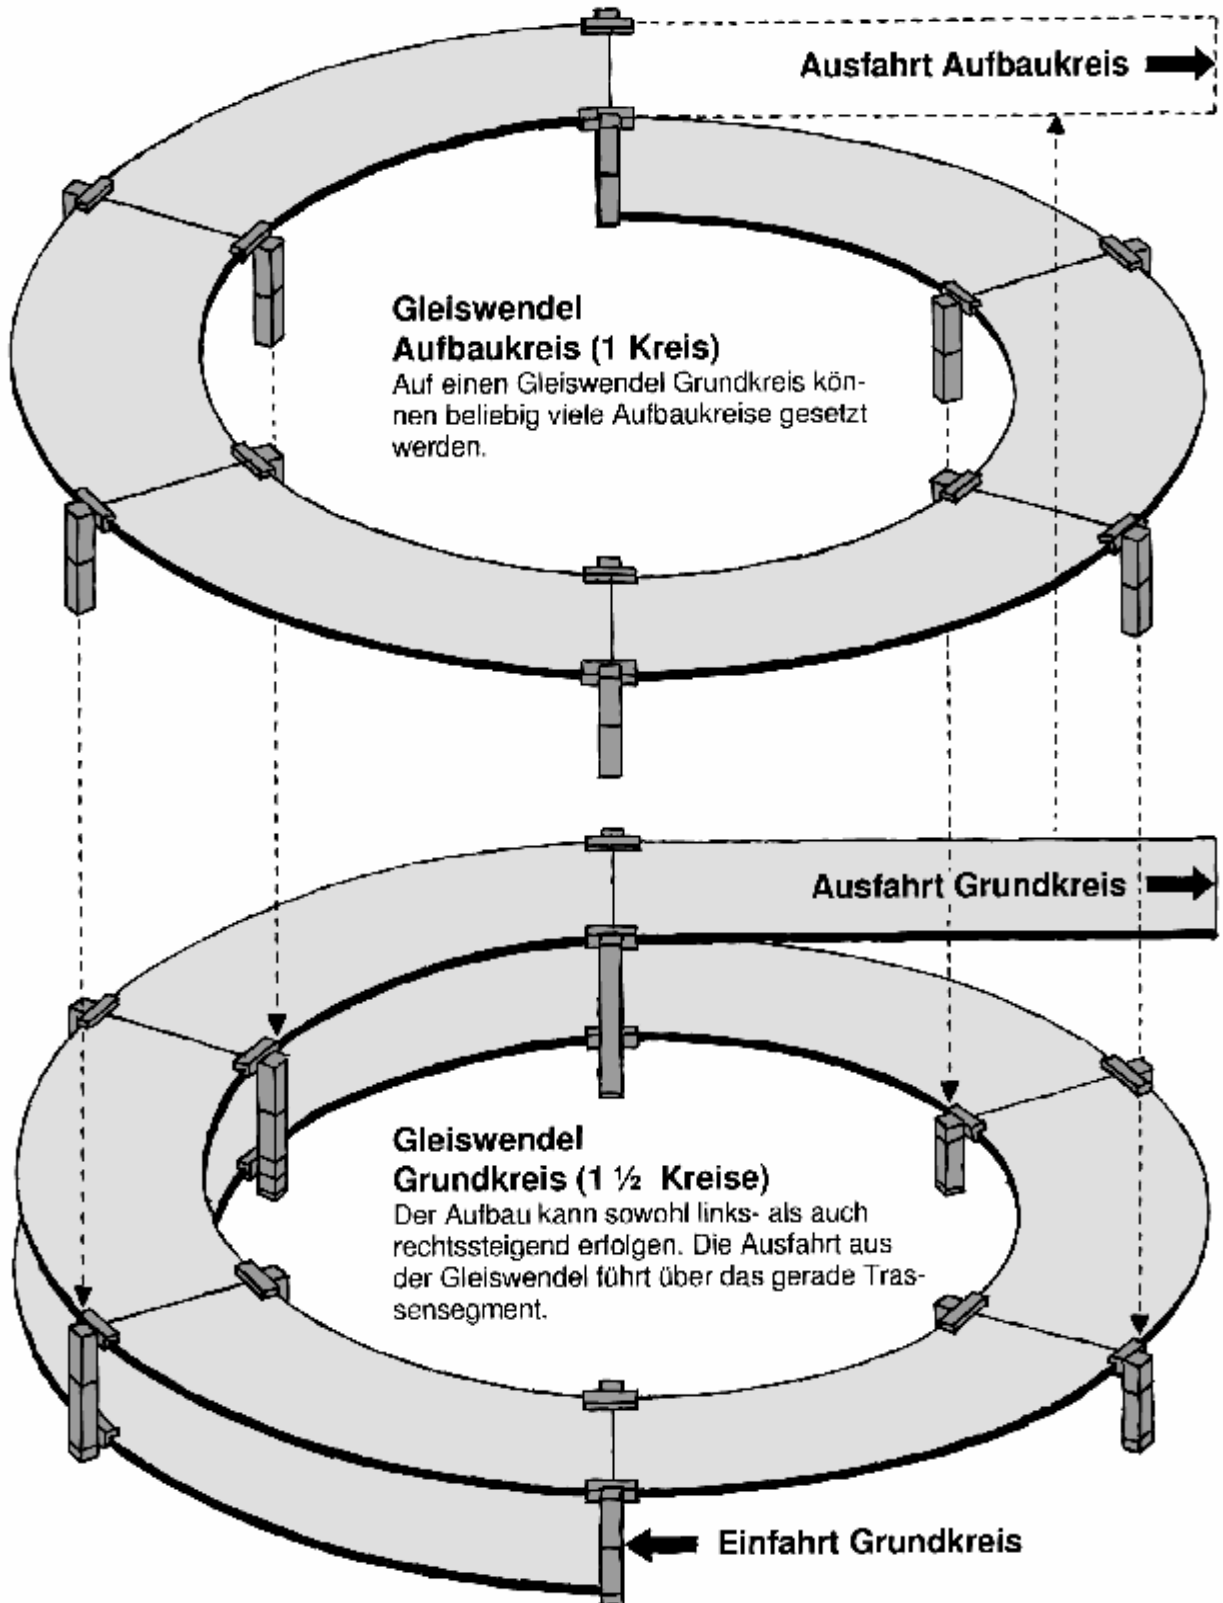 Ausfahrt Aufbaukreis
Gleiswendel
Aufbaukreis (1 Kreis)
Auf einen Gleiswendel Grundkreis kön-
nen beliebig viele Aufbaukreise gesetzt
werden.
Ausfahrt Grundkreis
Gleiswendel
Grundkreis (1 ½ Kreise)
Der Aufbau kann sowohl links- als auch
rechtssteigend erfolgen. Die Ausfahrt aus
der Gleiswendel führt über das gerade Tras-
sensegment.
Einfahrt Grundkreis